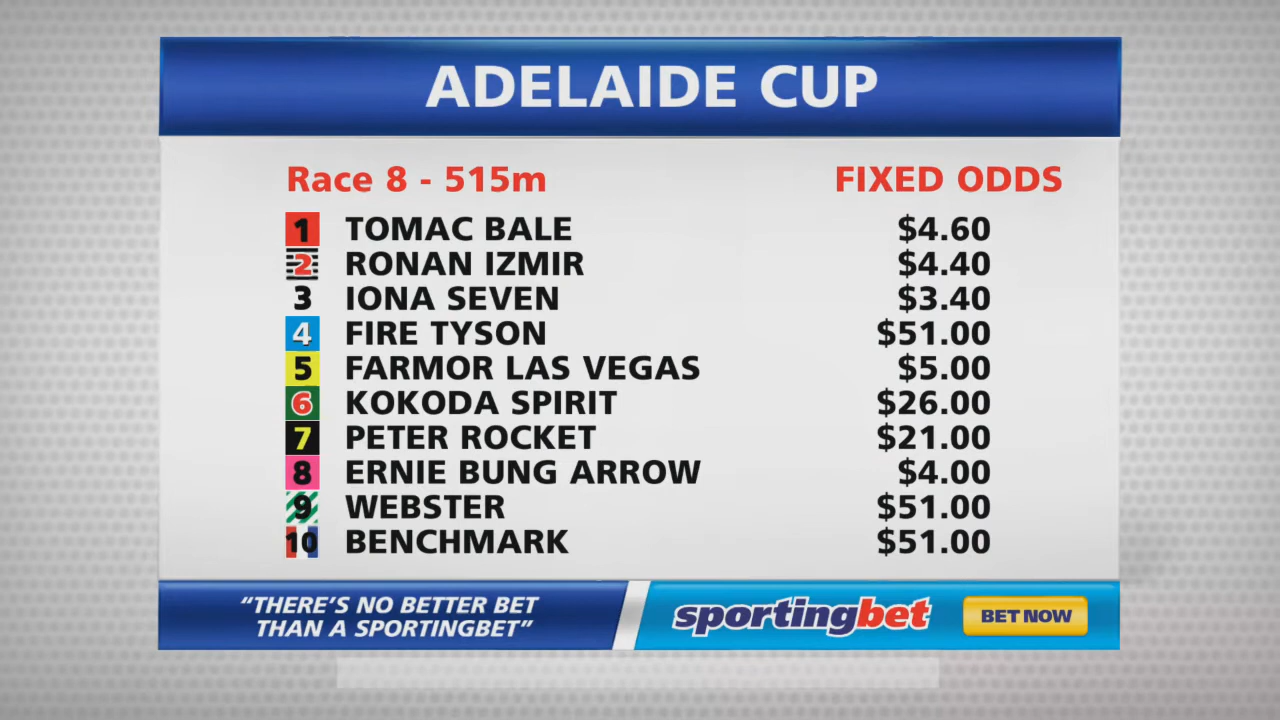 ADELAIDE CUP
Race 8 - 515m FIXED ODDS
1 TOMAC BALE $4.60
2 RONAN IZMIR $4.40
3 IONA SEVEN $3.40
4 FIRE TYSON $51.00
5 FARMOR LAS VEGAS $5.00
6 KOKODA SPIRIT $26.00
7 PETER ROCKET $21.00
8 ERNIE BUNG ARROW $4.00
9 WEBSTER $51.00
10 BENCHMARK $51.00
“THERE’S NO BETTER BET
THAN A SPORTINGBET”
sportingbet
BET NOW